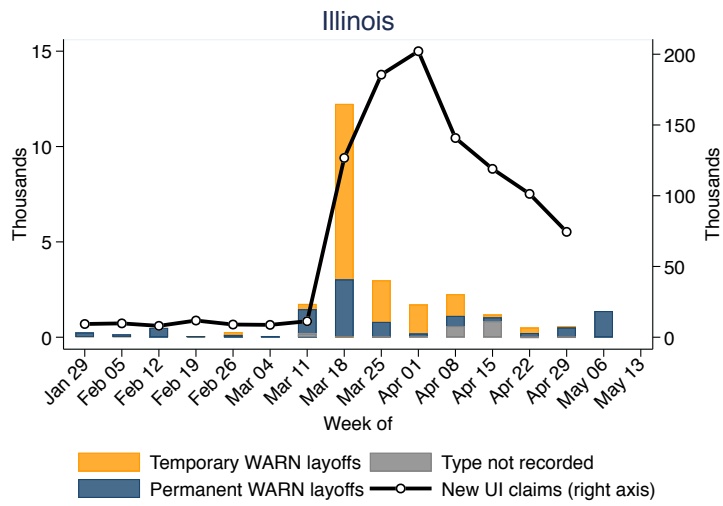 Illinois
15
10
5
0
Thousands
200
150
100
50
0
Thousands
Jan 29
Feb 05
Feb 12
Feb 19
Feb 26
Mar 04
Mar 11
Mar 18
Mar 25
Apr 01
Apr 08
Apr 15
Apr 22
Apr 29
May 06
May 13
Week of
Temporary WARN layoffs
Type not recorded
Permanent WARN layoffs
New UI claims (right axis)